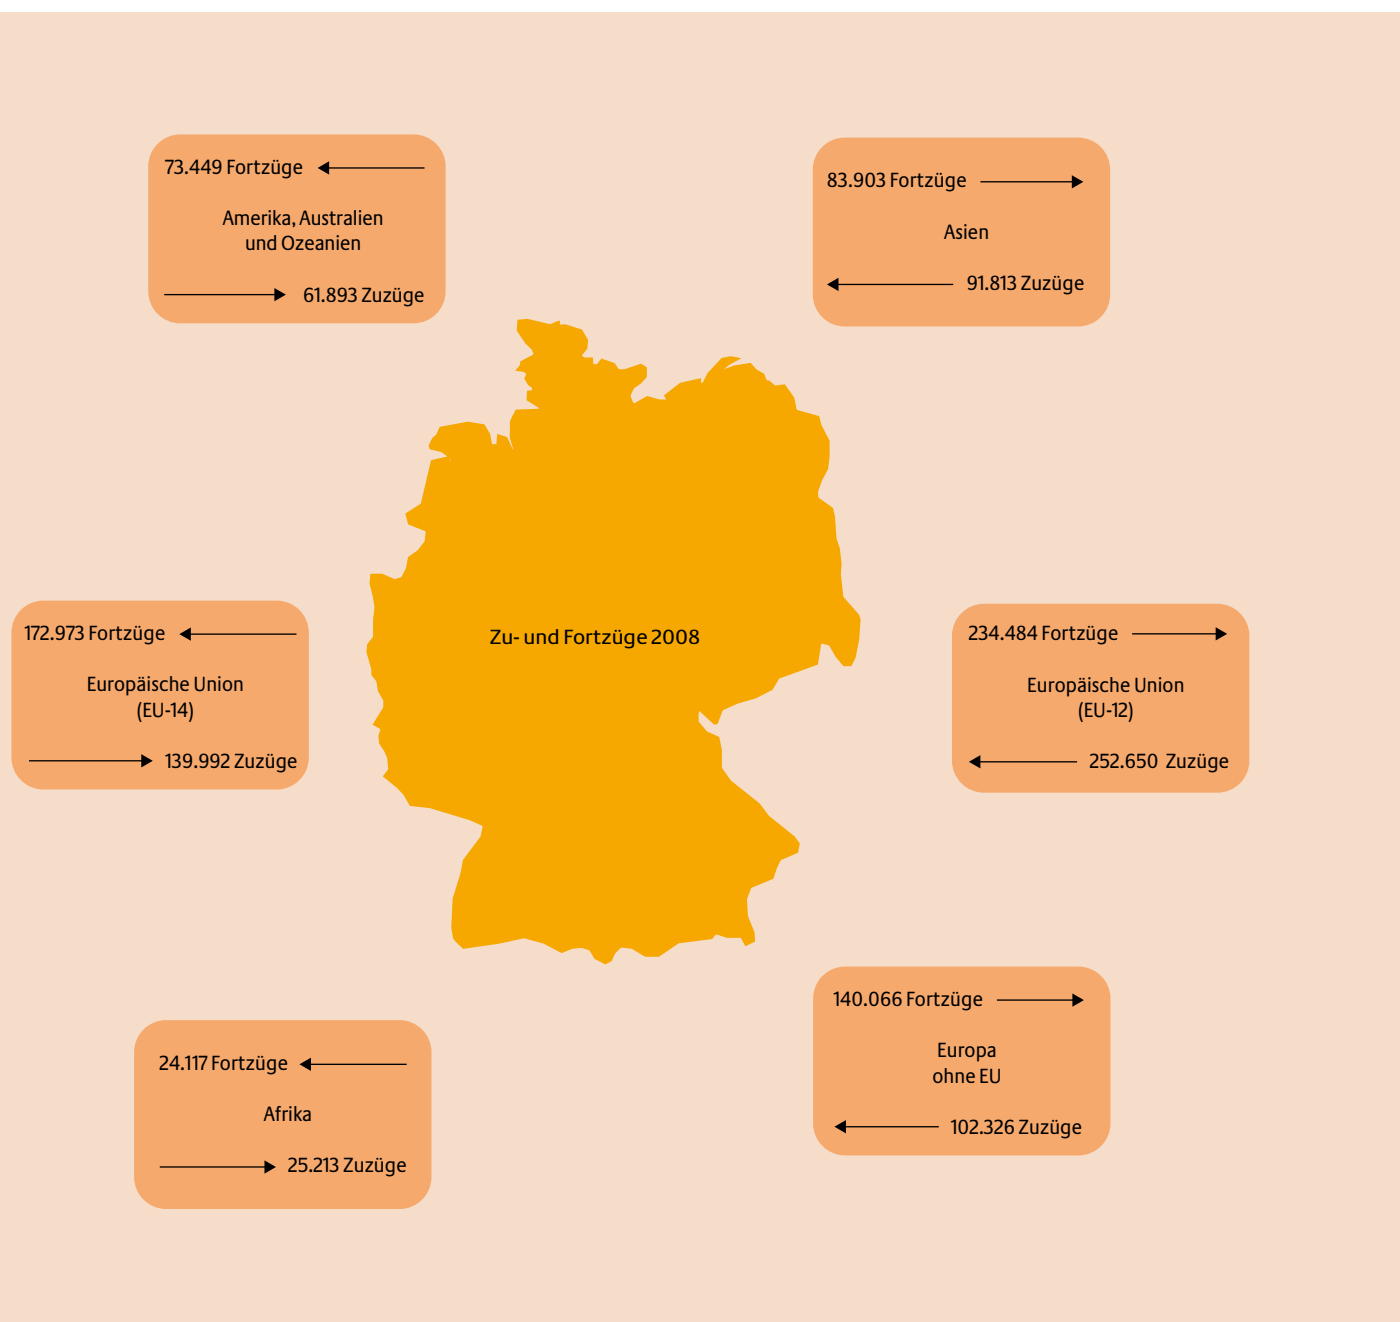 73.449 Fortzüge
Amerika, Australien
und Ozeanien
61.893 Zuzüge
83.903 Fortzüge
Asien
91.813 Zuzüge
172.973 Fortzüge
Europäische Union
(EU-14)
139.992 Zuzüge
Zu- und Fortzüge 2008
234.484 Fortzüge
Europäische Union
(EU-12)
252.650 Zuzüge
24.117 Fortzüge
Afrika
25.213 Zuzüge
140.066 Fortzüge
Europa
ohne EU
102.326 Zuzüge